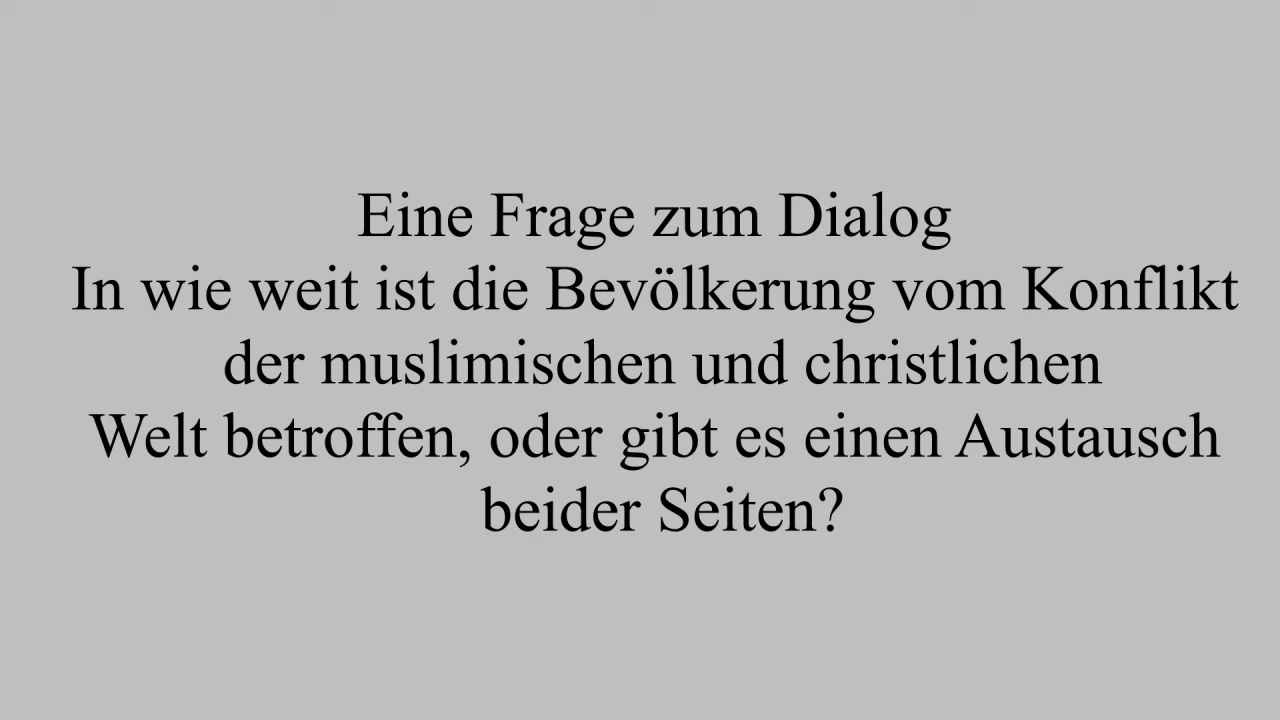 Eine Frage zum Dialog
In wie weit ist die Bevölkerung vom Konflikt
der muslimischen und christlichen
Welt betroffen, oder gibt es einen Austausch
beider Seiten?